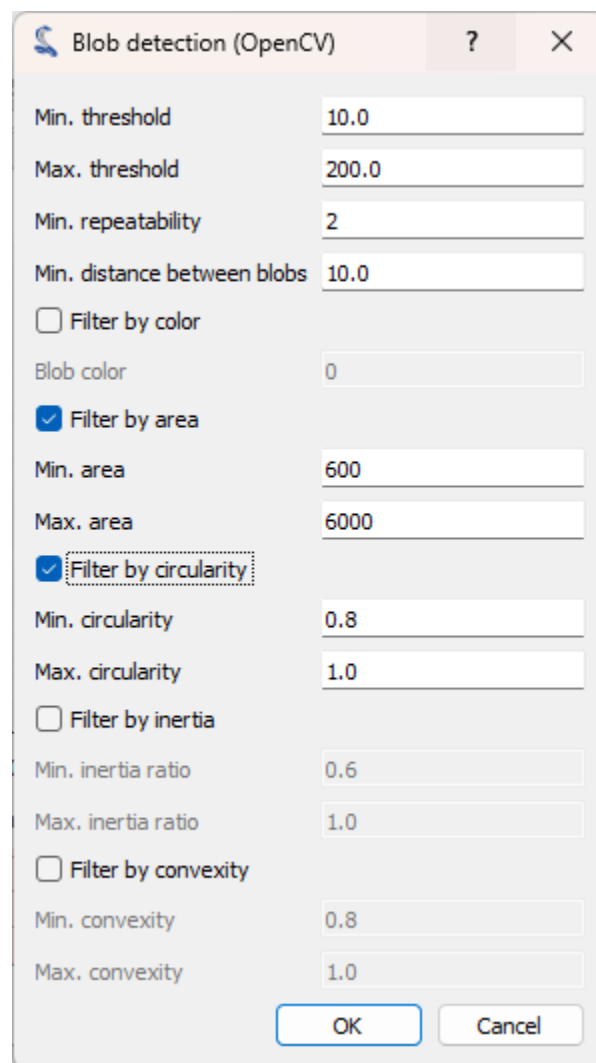 Blob detection (OpenCV) ?
Min. threshold 10.0
Max. threshold 200.0
Min. repeatability 2
Min. distance between blobs 10.0
Filter by color
Blob color 0
Filter by area
Min. area 600
Max. area 6000
Filter by circularity
Min. circularity 0.8
Max. circularity 1.0
Filter by inertia
Min. inertia ratio 0.6
Max. inertia ratio 1.0
Filter by convexity
Min. convexity 0.8
Max. convexity 1.0
OK Cancel